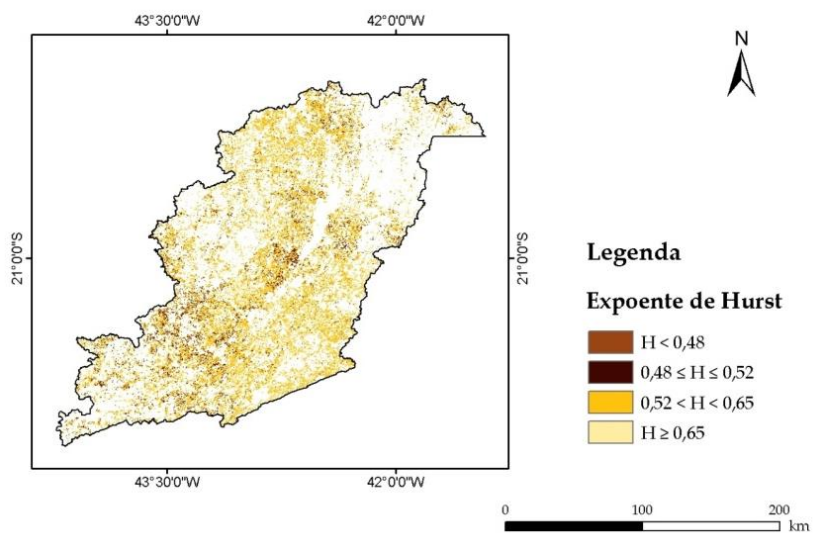 43°30'0"W 42°0'0"W
N
21°0'0"S 21°0'0"S
Legenda
Expoente de Hurst
H < 0,48
0,48 ≤ H ≤ 0,52
0,52 < H < 0,65
H ≥ 0,65
43°30'0"W 42°0'0"W
0 100 200
km